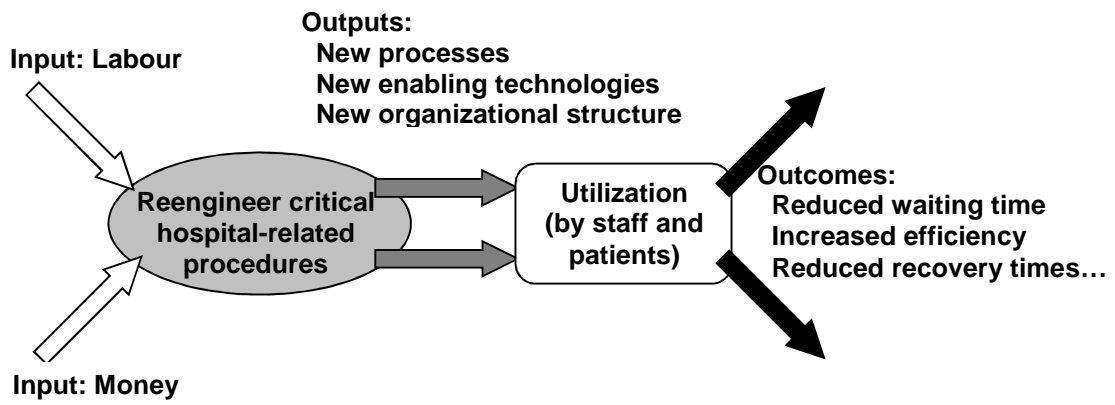 Outputs:
New processes
New enabling technologies
New organizational structure
Input: Labour
Reengineer critical
hospital-related
procedures
Utilization
(by staff and
patients)
Outcomes:
Reduced waiting time
Increased efficiency
Reduced recovery times…
Input: Money